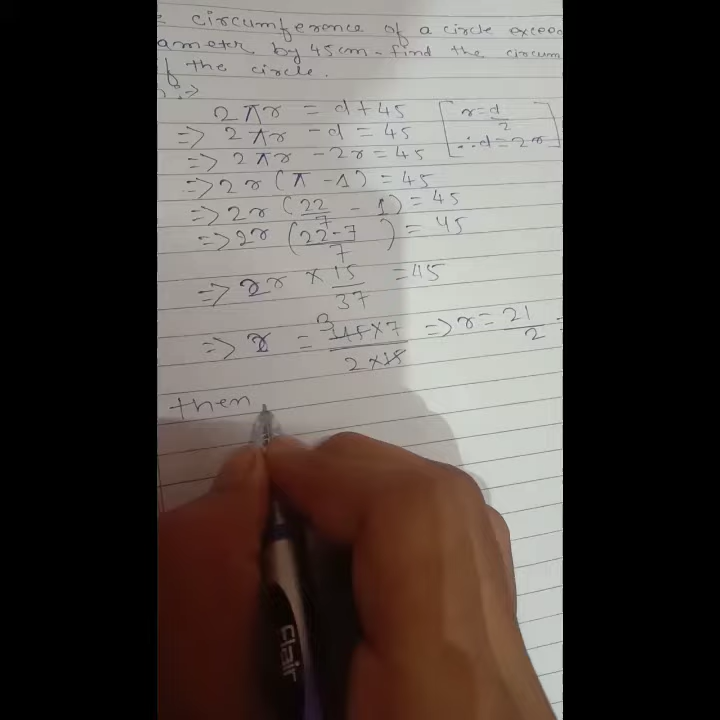 circumference of a circle exceed
ameter by 45cm - find the circum
f the circle.
2πr = d + 45 [ r = d/2
=> 2πr - d = 45 ∴ d = 2r ]
=> 2πr - 2r = 45
=> 2r (π - 1) = 45
=> 2r (22/7 - 1) = 45
=> 2r (22-7/7) = 45
=> 2r × 15/37 = 45
=> r = 3 45×7/2×15 => r = 21/2 =
then
Clair